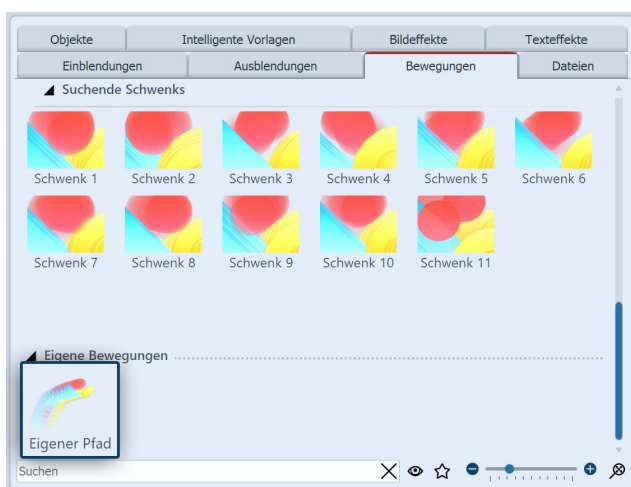 Objekte Intelligente Vorlagen Bildeffekte Texteffekte
Einblendungen Ausblendungen Bewegungen Dateien
Suchende Schwenks
Schwenk 1 Schwenk 2 Schwenk 3 Schwenk 4 Schwenk 5 Schwenk 6
Schwenk 7 Schwenk 8 Schwenk 9 Schwenk 10 Schwenk 11
Eigene Bewegungen
Eigener Pfad
Suchen